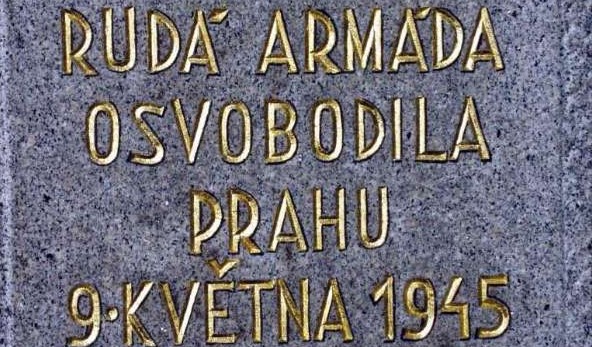 RUDÁ ARMÁDA
OSVOBODILA
PRAHU
9·KVĚTNA 1945